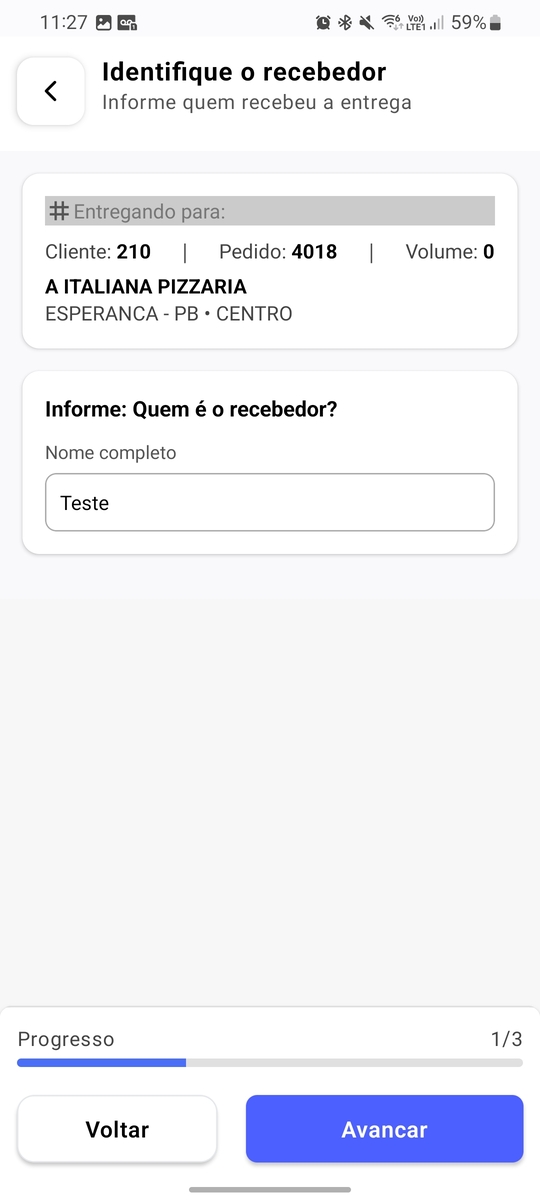 11:27 59%
Identifique o recebedor
Informe quem recebeu a entrega
Entregando para:
Cliente: 210 | Pedido: 4018 | Volume: 0
A ITALIANA PIZZARIA
ESPERANCA - PB • CENTRO
Informe: Quem é o recebedor?
Nome completo
Teste
Progresso 1/3
Voltar Avancar